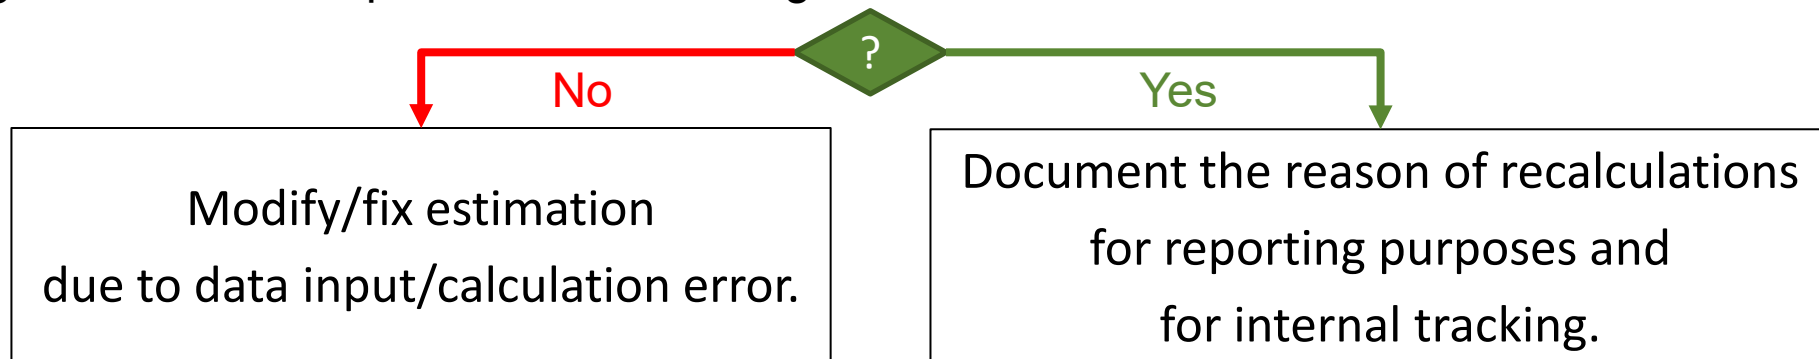 ?
No
Yes
Modify/fix estimation
due to data input/calculation error.
Document the reason of recalculations
for reporting purposes and
for internal tracking.